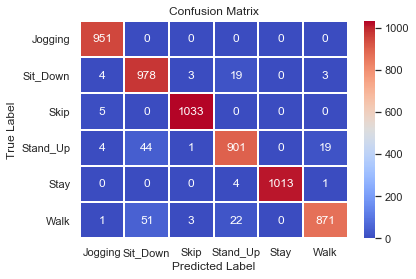 Confusion Matrix
True Label
Jogging 951 0 0 0 0 0
Sit_Down 4 978 3 19 0 3
Skip 5 0 1033 0 0 0
Stand_Up 4 44 1 901 0 19
Stay 0 0 0 4 1013 1
Walk 1 51 3 22 0 871
Jogging Sit_Down Skip Stand_Up Stay Walk
Predicted Label
1000
800
600
400
200
0